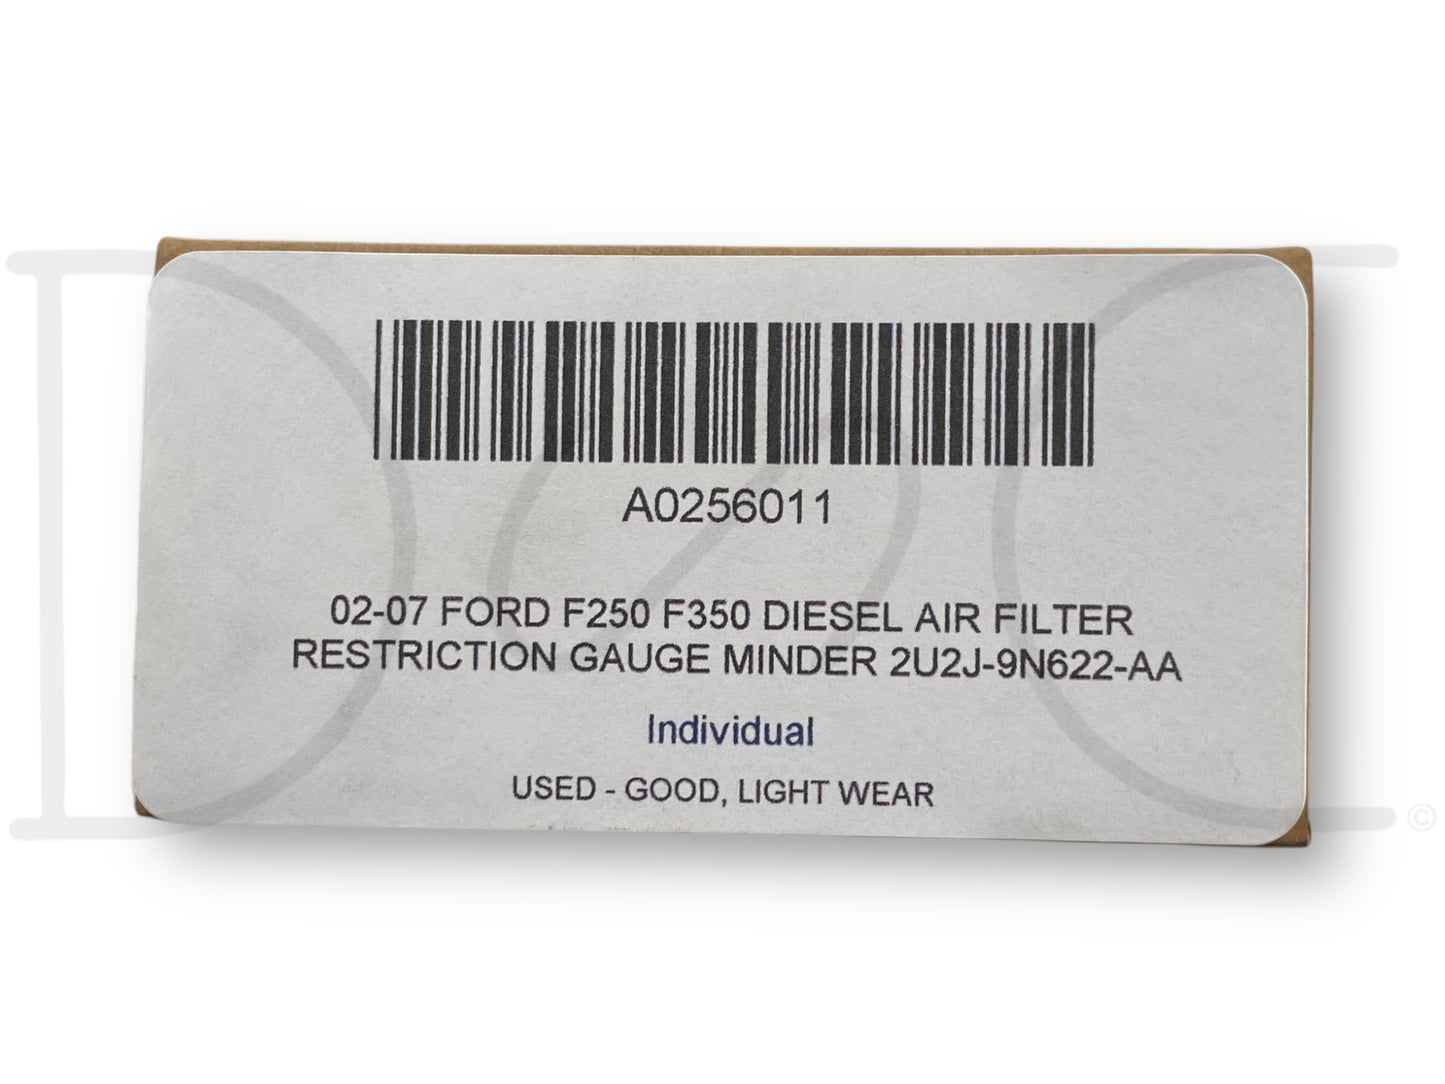 A0256011
02-07 FORD F250 F350 DIESEL AIR FILTER
RESTRICTION GAUGE MINDER 2U2J-9N622-AA
Individual
USED - GOOD, LIGHT WEAR
©